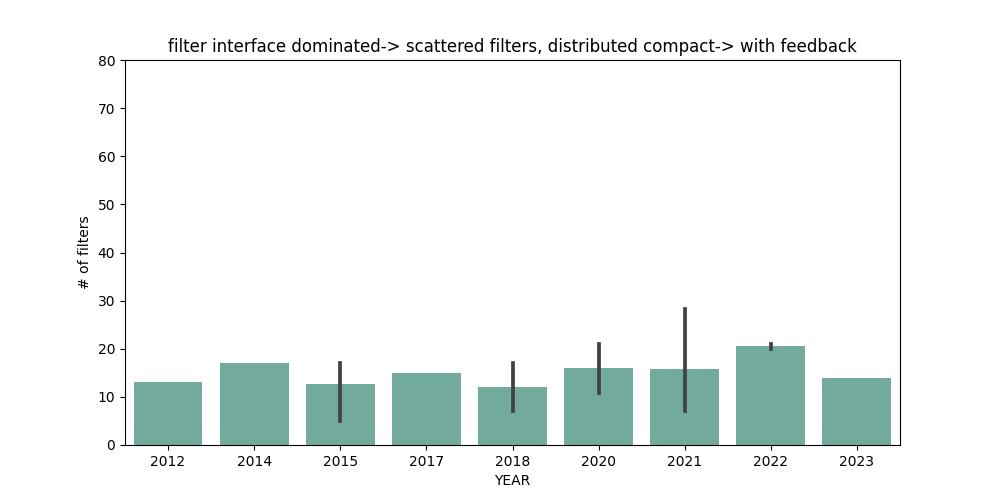 filter interface dominated-> scattered filters, distributed compact-> with feedback
80
70
60
50
40
30
20
10
0
# of filters
2012 2014 2015 2017 2018 2020 2021 2022 2023
YEAR